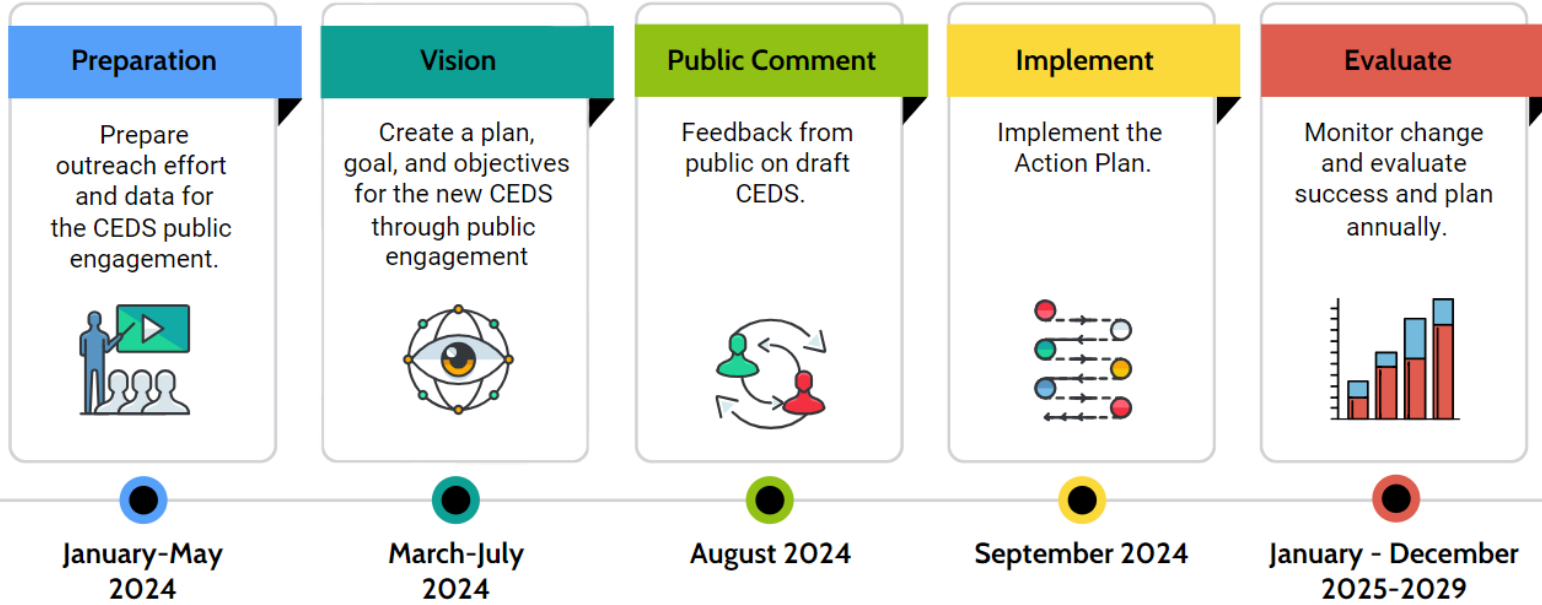 Preparation
Prepare
outreach effort
and data for
the CEDS public
engagement.
January-May
2024
Vision
Create a plan,
goal, and objectives
for the new CEDS
through public
engagement
March-July
2024
Public Comment
Feedback from
public on draft
CEDS.
August 2024
Implement
Implement the
Action Plan.
September 2024
Evaluate
Monitor change
and evaluate
success and plan
annually.
January - December
2025-2029